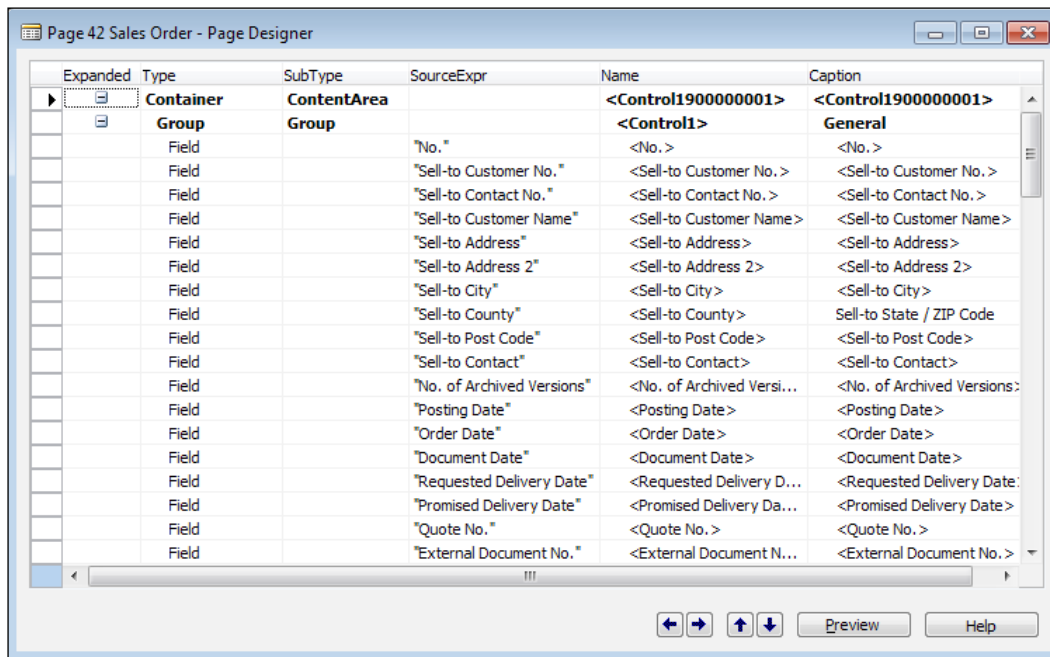 Page 42 Sales Order - Page Designer
Expanded Type SubType SourceExpr Name Caption
Container ContentArea <Control1900000001> <Control1900000001>
Group Group <Control1> General
Field "No." <No.> <No.>
Field "Sell-to Customer No." <Sell-to Customer No.> <Sell-to Customer No.>
Field "Sell-to Contact No." <Sell-to Contact No.> <Sell-to Contact No.>
Field "Sell-to Customer Name" <Sell-to Customer Name> <Sell-to Customer Name>
Field "Sell-to Address" <Sell-to Address> <Sell-to Address>
Field "Sell-to Address 2" <Sell-to Address 2> <Sell-to Address 2>
Field "Sell-to City" <Sell-to City> <Sell-to City>
Field "Sell-to County" <Sell-to County> Sell-to State / ZIP Code
Field "Sell-to Post Code" <Sell-to Post Code> <Sell-to Post Code>
Field "Sell-to Contact" <Sell-to Contact> <Sell-to Contact>
Field "No. of Archived Versions" <No. of Archived Versi... <No. of Archived Versions>
Field "Posting Date" <Posting Date> <Posting Date>
Field "Order Date" <Order Date> <Order Date>
Field "Document Date" <Document Date> <Document Date>
Field "Requested Delivery Date" <Requested Delivery D... <Requested Delivery Date
Field "Promised Delivery Date" <Promised Delivery Da... <Promised Delivery Date>
Field "Quote No." <Quote No.> <Quote No.>
Field "External Document No." <External Document N... <External Document No.>
Preview Help